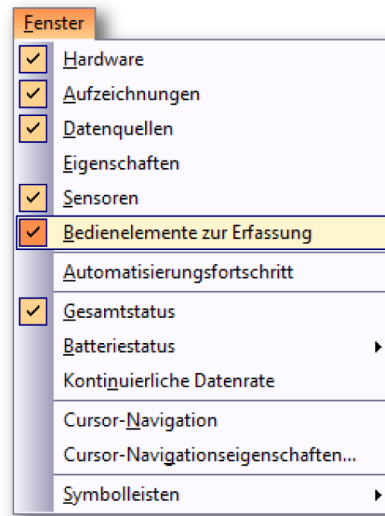 Fenster
Hardware
Aufzeichnungen
Datenquellen
Eigenschaften
Sensoren
Bedienelemente zur Erfassung
Automatisierungsfortschritt
Gesamtstatus
Batteriestatus
Kontinuierliche Datenrate
Cursor-Navigation
Cursor-Navigationseigenschaften...
Symbolleisten